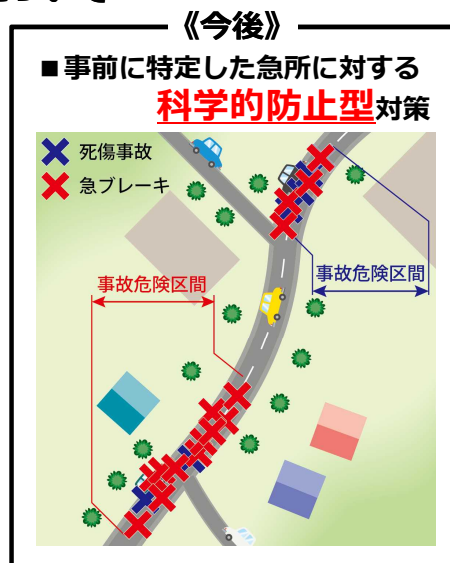 《今後》
■事前に特定した急所に対する
科学的防止型対策
死傷事故
急ブレーキ
事故危険区間
事故危険区間